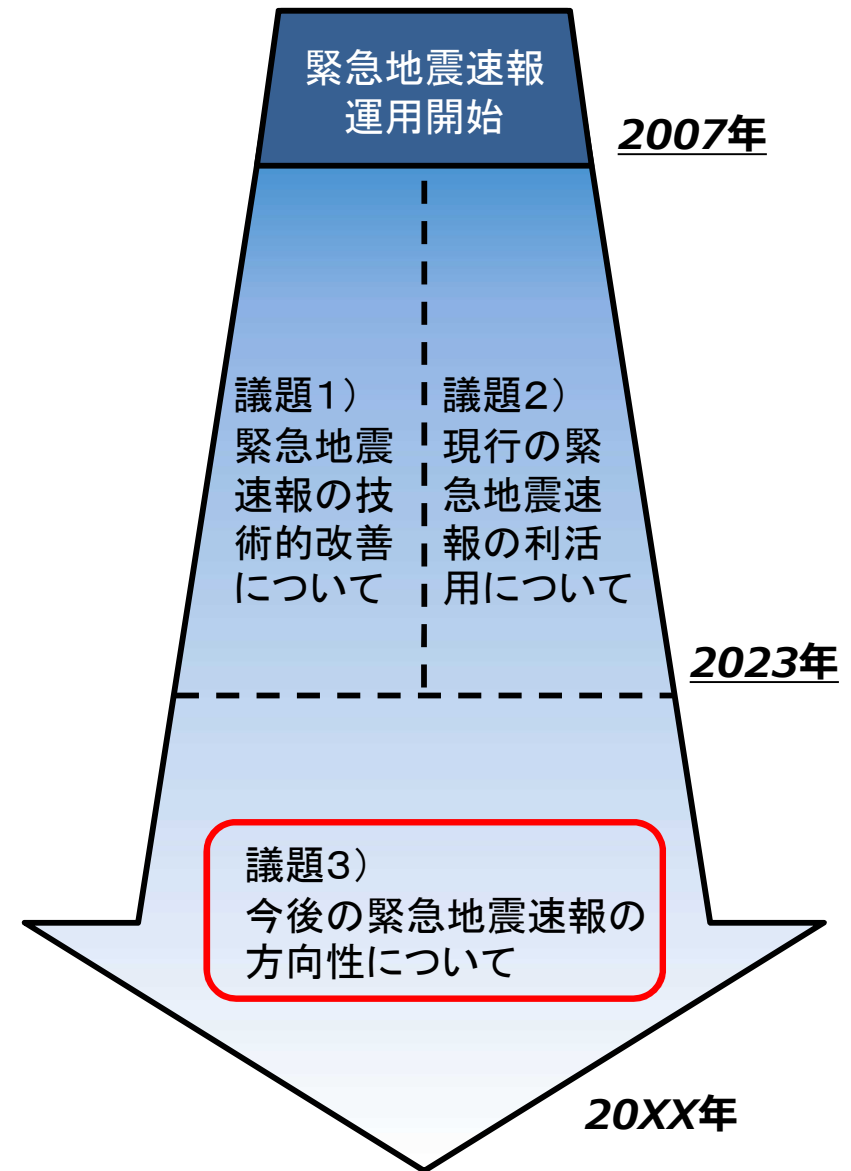 緊急地震速報
運用開始
2007年
議題1）
緊急地震
速報の技
術的改善
について
議題2）
現行の緊
急地震速
報の利活
用について
2023年
議題3）
今後の緊急地震速報の
方向性について
20XX年